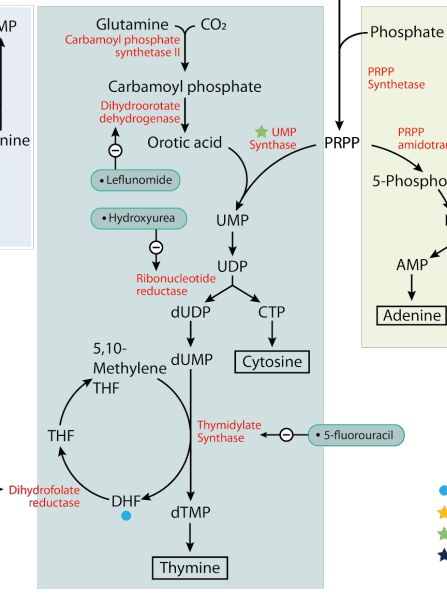 MP
Glutamine
CO₂
Carbamoyl phosphate
synthetase II
Phosphate
PRPP
Synthetase
Carbamoyl phosphate
Dihydroorotate
dehydrogenase
nine
Orotic acid
UMP
Synthase
PRPP
PRPP
amidotran
• Leflunomide
5-Phospho
• Hydroxyurea
UMP
UDP
AMP
Ribonucleotide
reductase
dUDP
CTP
Adenine
5,10-
Methylene
THF
dUMP
Cytosine
Thymidylate
Synthase
• 5-fluorouracil
THF
Dihydrofolate
reductase
DHF
dTMP
Thymine